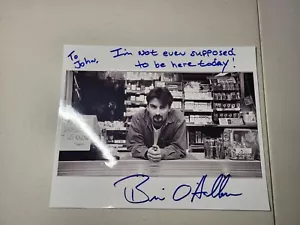 To John,
I'm not even supposed
to be here today!
Bri O'Hallo